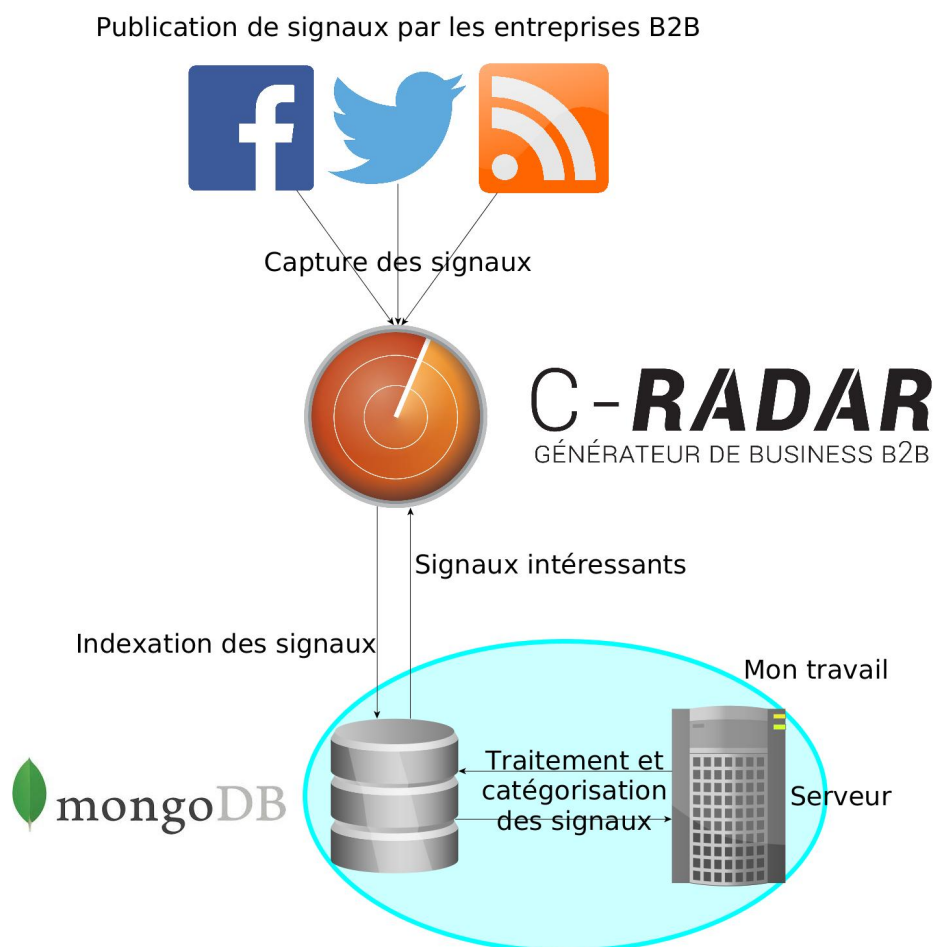 Publication de signaux par les entreprises B2B
Capture des signaux
C-RADAR
GÉNÉRATEUR DE BUSINESS B2B
Signaux intéressants
Indexation des signaux
Mon travail
mongoDB
Traitement et
catégorisation
des signaux
Serveur